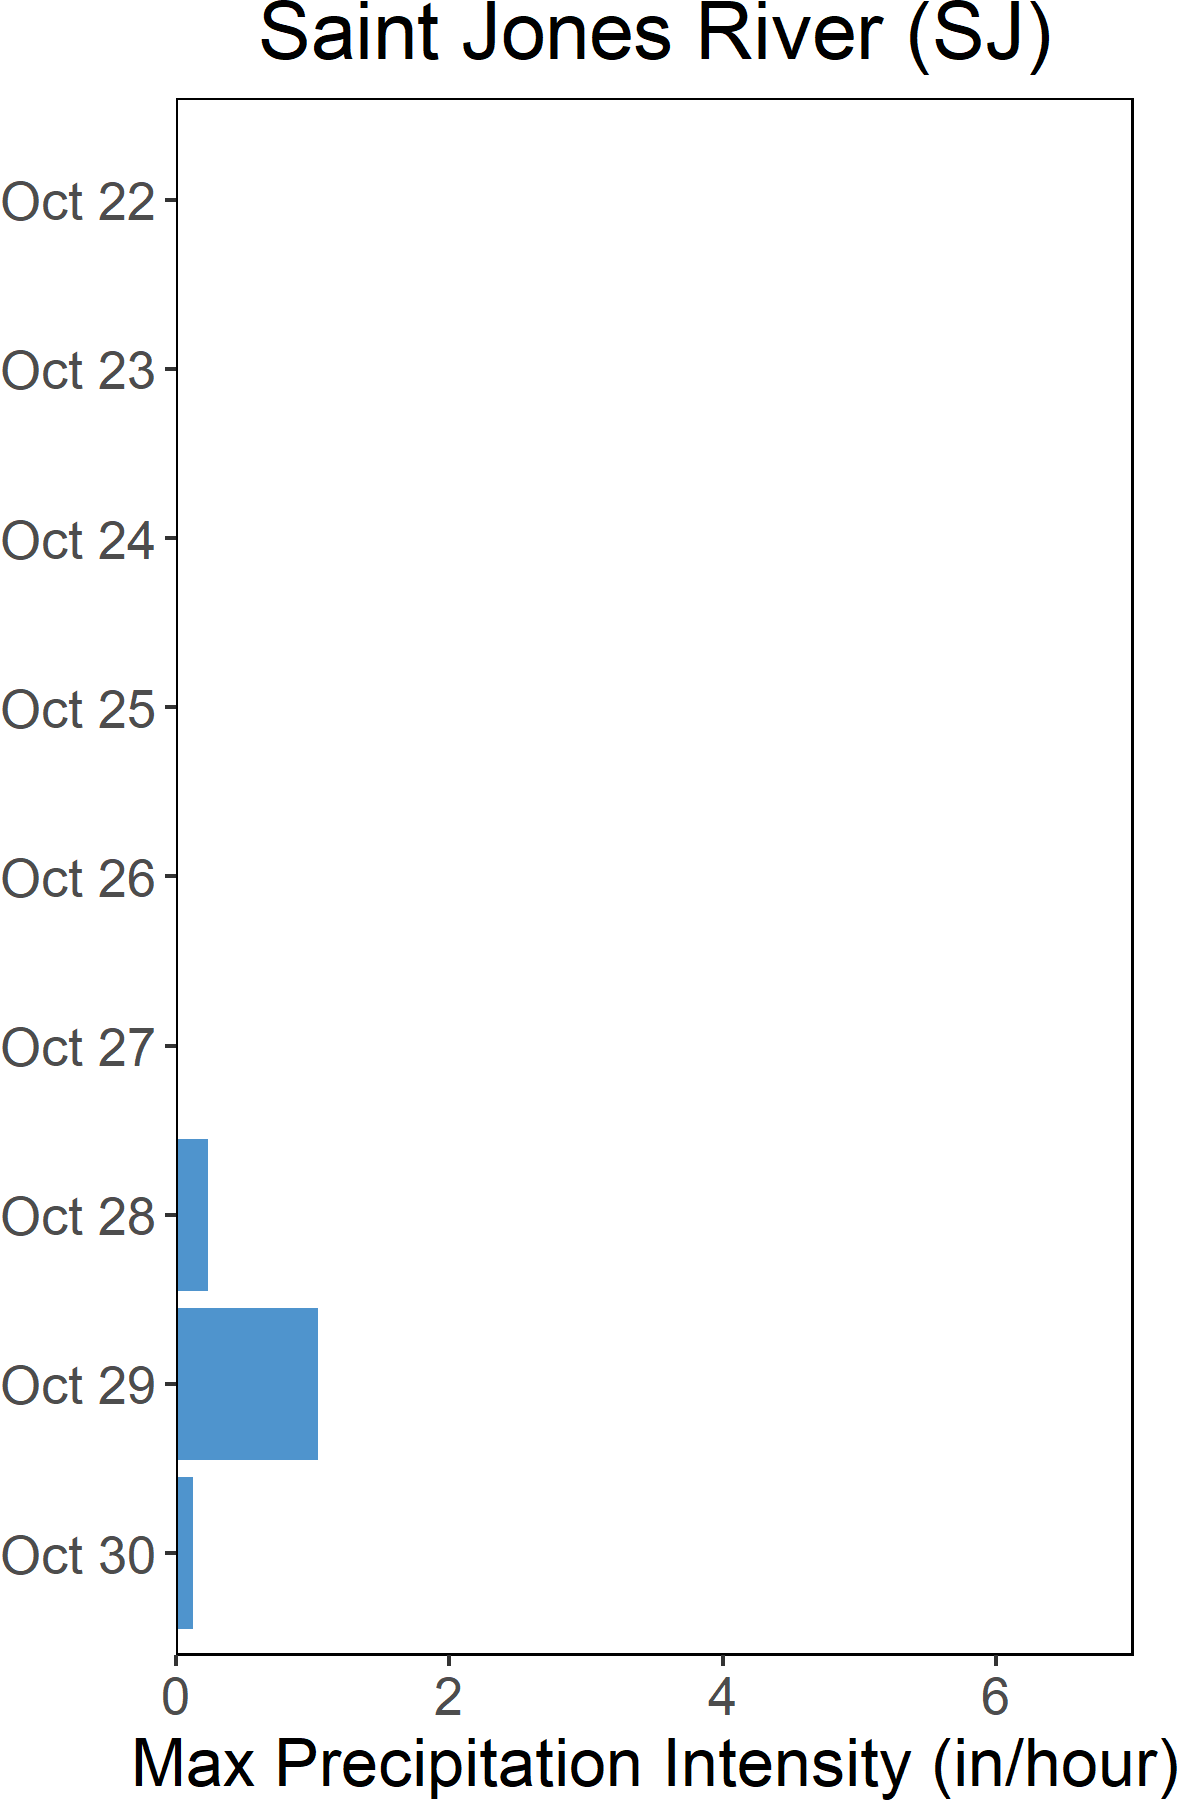 Saint Jones River (SJ)
Oct 22
Oct 23
Oct 24
Oct 25
Oct 26
Oct 27
Oct 28
Oct 29
Oct 30
0 2 4 6
Max Precipitation Intensity (in/hour)